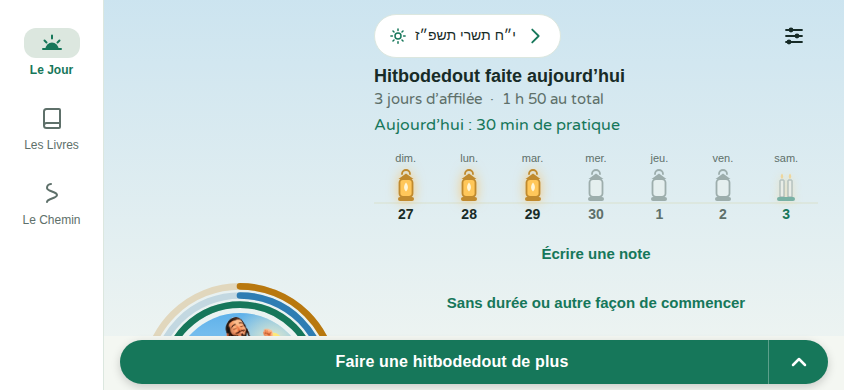 Le Jour
Les Livres
Le Chemin
י״ח תשרי תשפ״ז
Hitbodedout faite aujourd’hui
3 jours d’affilée · 1 h 50 au total
Aujourd’hui : 30 min de pratique
dim. lun. mar. mer. jeu. ven. sam.
27 28 29 30 1 2 3
Écrire une note
Sans durée ou autre façon de commencer
Faire une hitbodedout de plus